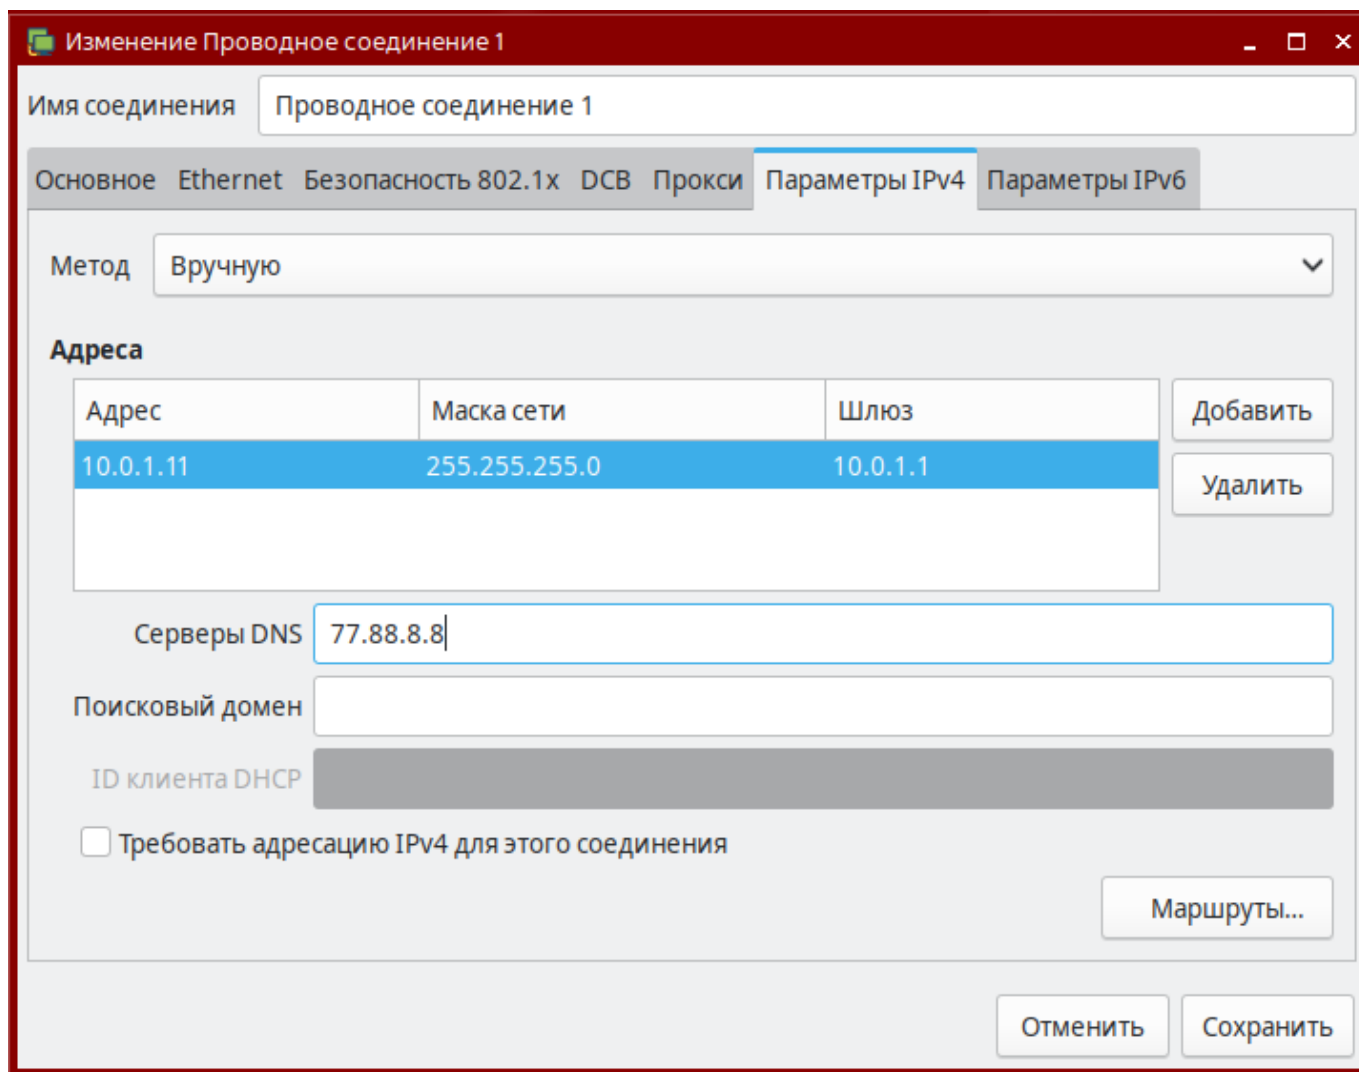 Изменение Проводное соединение 1
Имя соединения Проводное соединение 1
Основное Ethernet Безопасность 802.1x DCB Прокси Параметры IPv4 Параметры IPv6
Метод Вручную
Адреса
Адрес Маска сети Шлюз Добавить
10.0.1.11 255.255.255.0 10.0.1.1
Удалить
Серверы DNS 77.88.8.8
Поисковый домен
ID клиента DHCP
Требовать адресацию IPv4 для этого соединения
Маршруты...
Отменить Сохранить